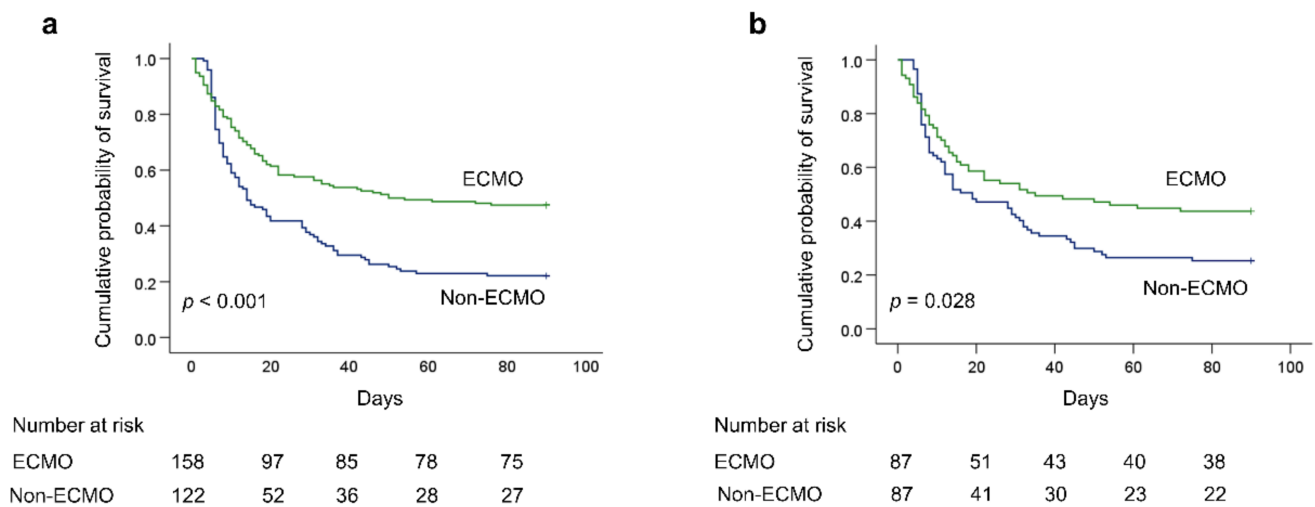 a
Cumulative probability of survival
1.0
0.8
0.6
0.4
0.2
0.0
ECMO
Non-ECMO
p < 0.001
0 20 40 60 80 100
Days
Number at risk
ECMO 158 97 85 78 75
Non-ECMO 122 52 36 28 27
b
Cumulative probability of survival
1.0
0.8
0.6
0.4
0.2
0.0
ECMO
Non-ECMO
p = 0.028
0 20 40 60 80 100
Days
Number at risk
ECMO 87 51 43 40 38
Non-ECMO 87 41 30 23 22